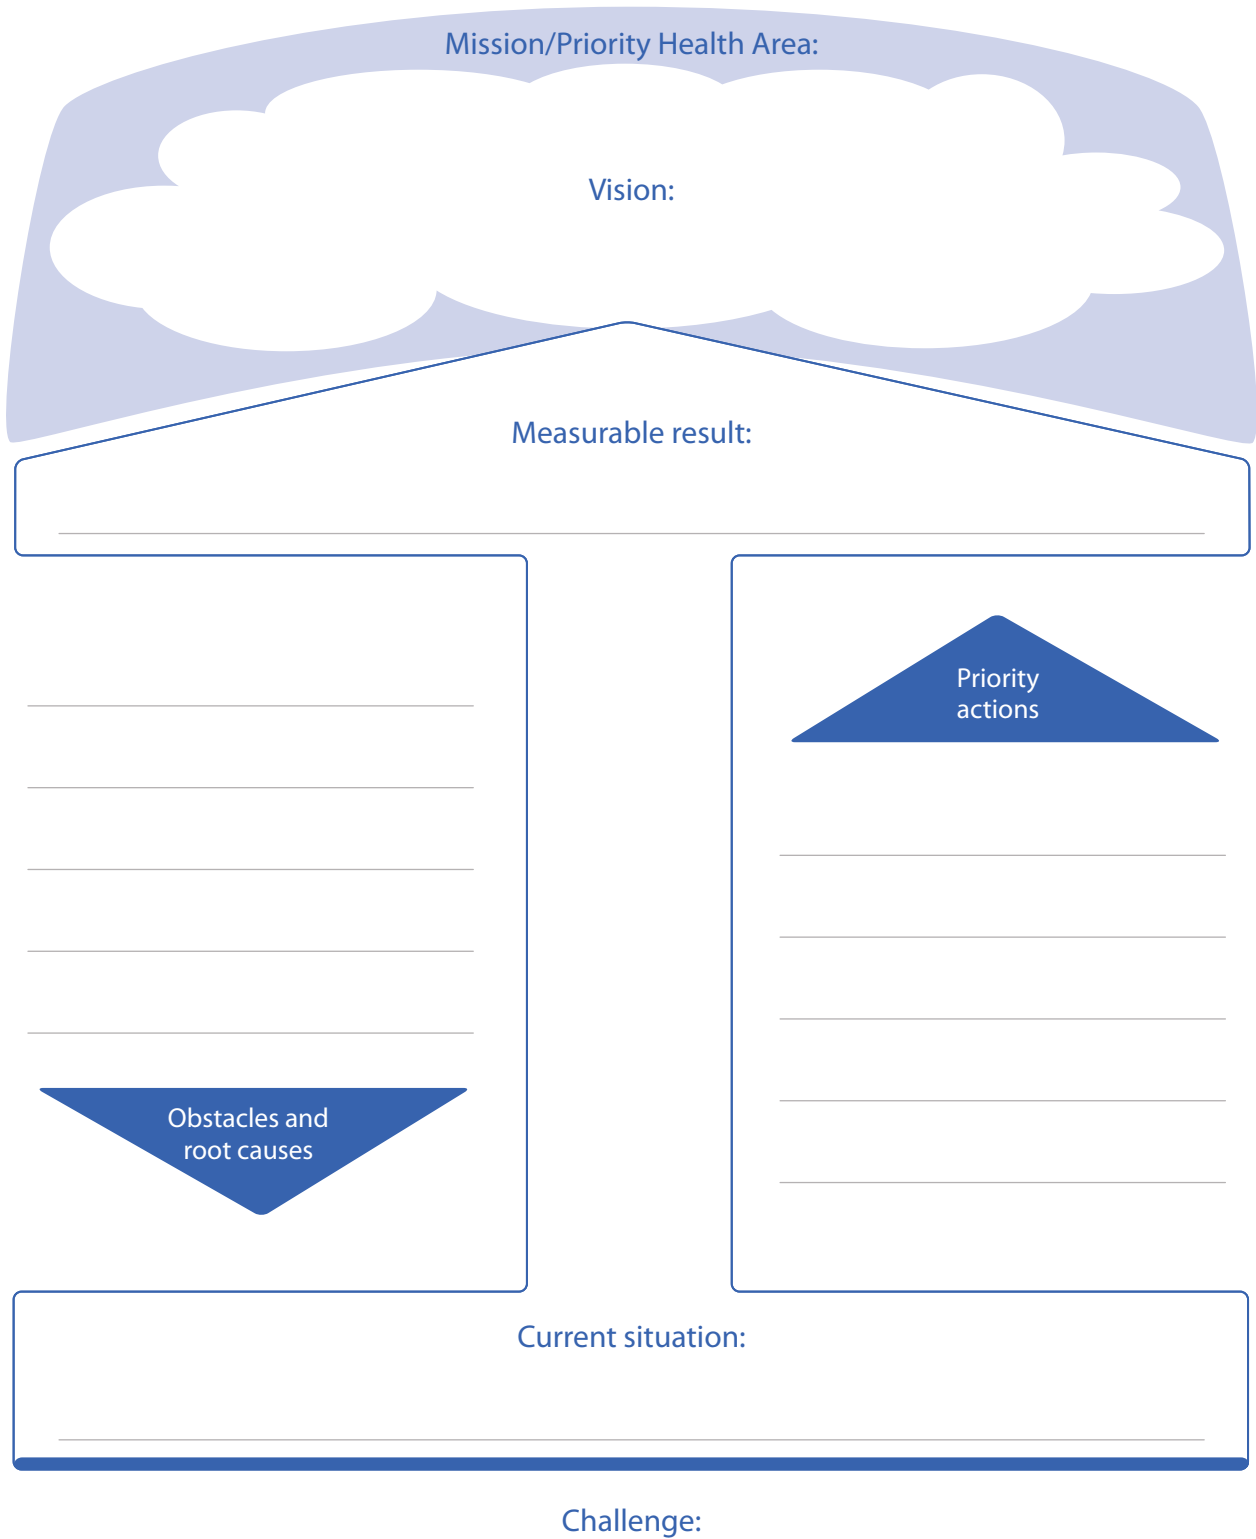 Mission/Priority Health Area:
Vision:
Measurable result:
Priority
actions
Obstacles and
root causes
Current situation:
Challenge: